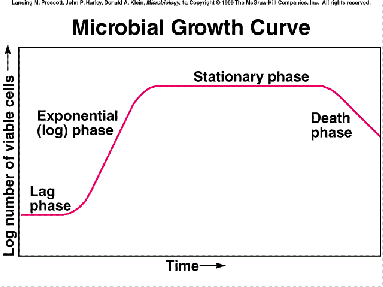 Lansing M. Prescott, John P. Harley, Donald A. Klein, Microbiology, 4e. Copyright © 1999 The McGraw Hill Companies, Inc. All rights reserved.
Microbial Growth Curve
Stationary phase
Exponential
(log) phase
Death
phase
Lag
phase
Log number of viable cells
Time